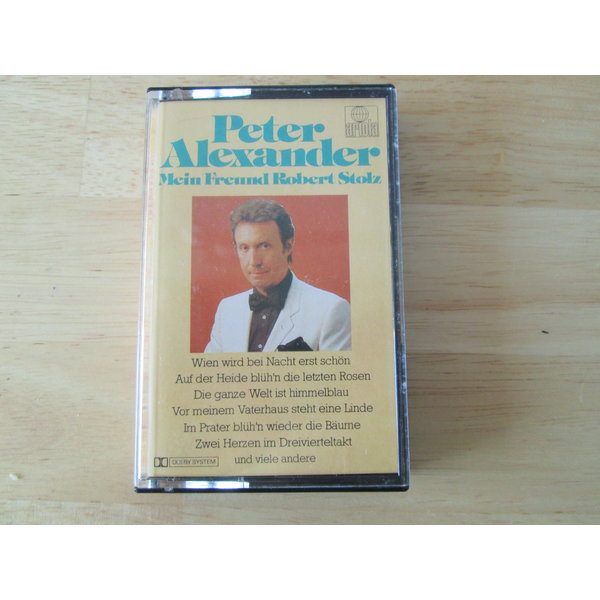 Peter
Alexander
Mein Freund Robert Stolz
ariola
Wien wird bei Nacht erst schön
Auf der Heide blüh'n die letzten Rosen
Die ganze Welt ist himmelblau
Vor meinem Vaterhaus steht eine Linde
Im Prater blüh'n wieder die Bäume
Zwei Herzen im Dreivierteltakt
und viele andere
DOLBY SYSTEM